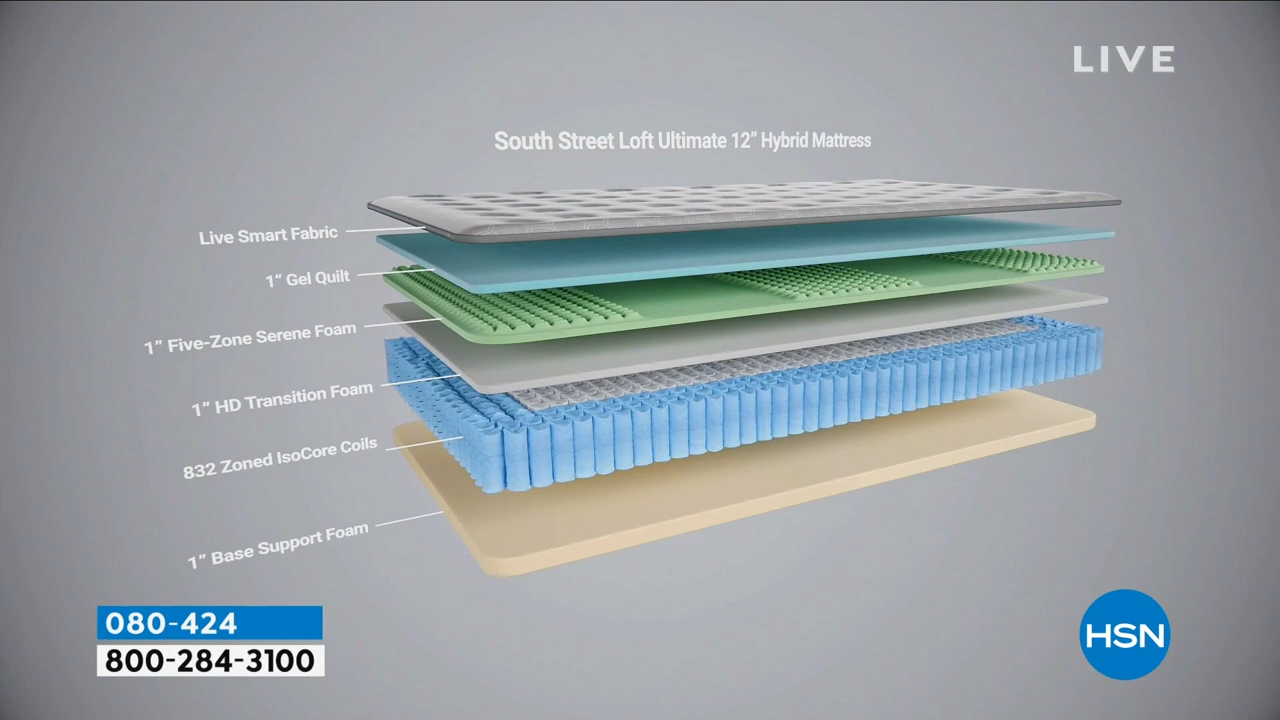 LIVE
South Street Loft Ultimate 12” Hybrid Mattress
Live Smart Fabric
1” Gel Quilt
1” Five-Zone Serene Foam
1” HD Transition Foam
832 Zoned IsoCore Coils
1” Base Support Foam
080-424
800-284-3100
HSN